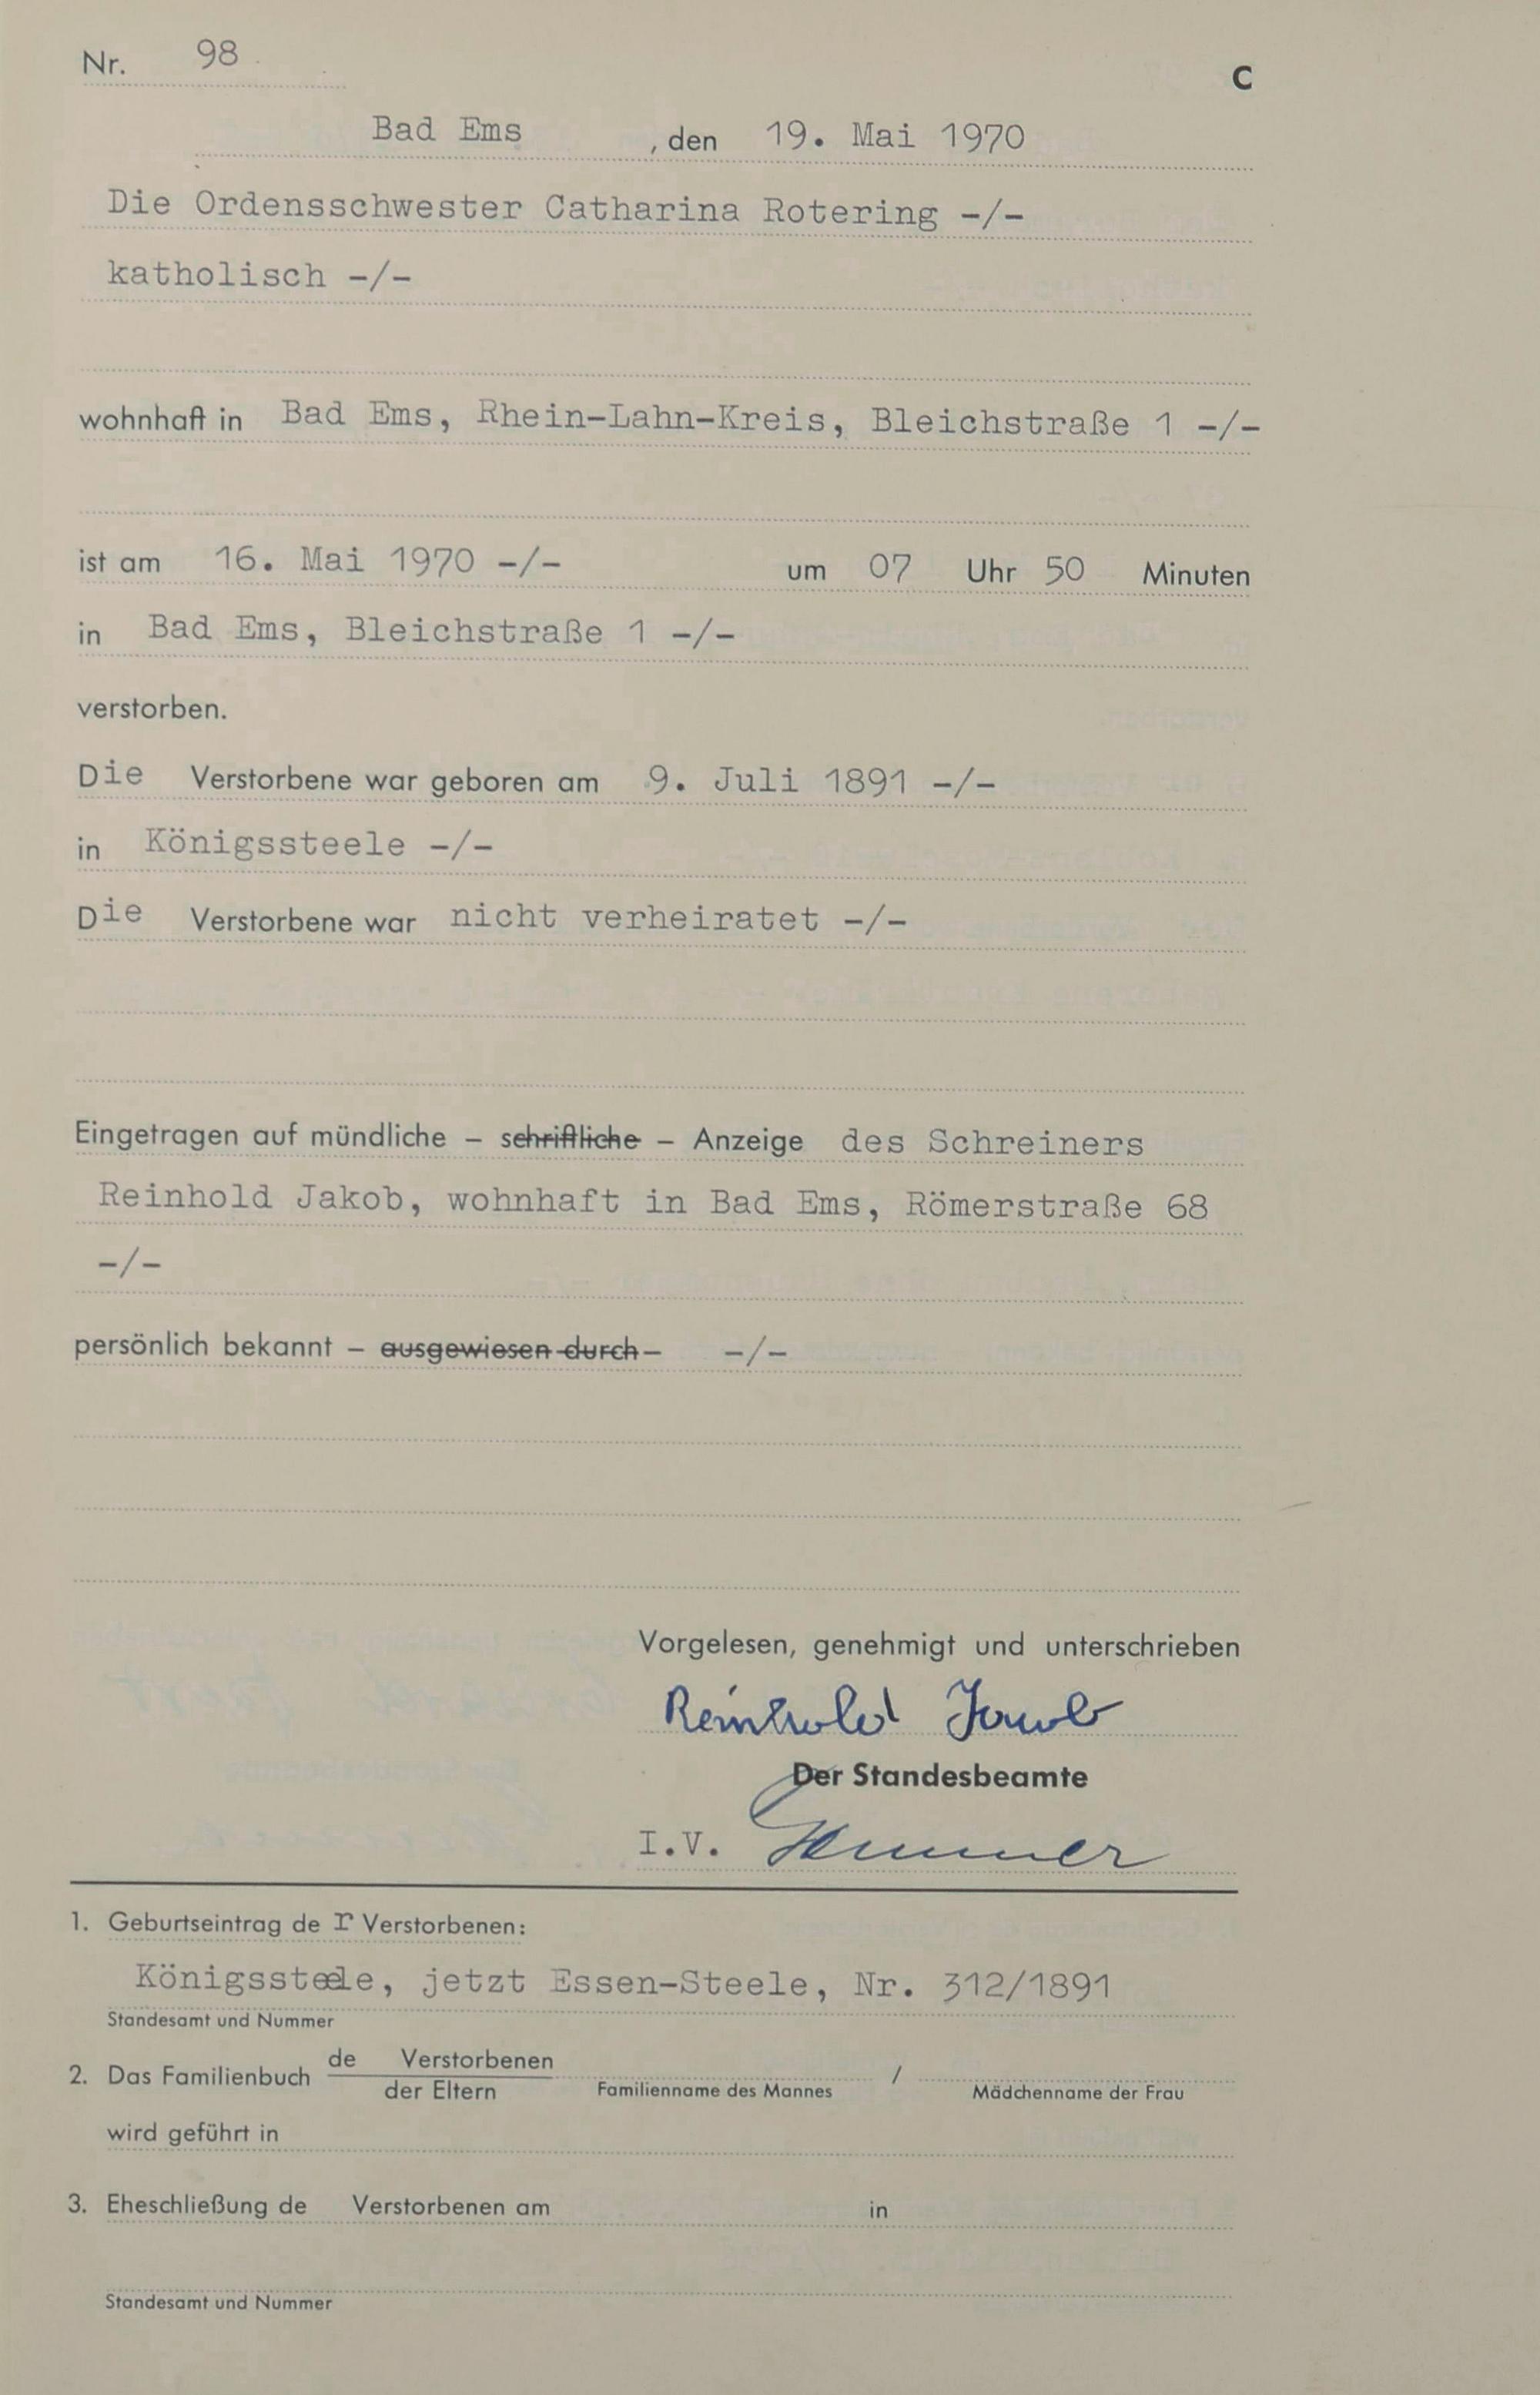 Nr. 98 C
Bad Ems , den 19. Mai 1970
Die Ordensschwester Catharina Rotering -/-
katholisch -/-
wohnhaft in Bad Ems, Rhein-Lahn-Kreis, Bleichstraße 1 -/-
ist am 16. Mai 1970 -/- um 07 Uhr 50 Minuten
in Bad Ems, Bleichstraße 1 -/-
verstorben.
Die Verstorbene war geboren am 9. Juli 1891 -/-
in Königssteele -/-
Die Verstorbene war nicht verheiratet -/-
Eingetragen auf mündliche – schriftliche – Anzeige des Schreiners
Reinhold Jakob, wohnhaft in Bad Ems, Römerstraße 68
-/-
persönlich bekannt – ausgewiesen durch – -/-
Vorgelesen, genehmigt und unterschrieben
Reinhold Jakob
Der Standesbeamte
I.V.
1. Geburtseintrag de r Verstorbenen:
Königssteele, jetzt Essen-Steele, Nr. 312/1891
Standesamt und Nummer
2. Das Familienbuch de Verstorbenen / 
der Eltern Familienname des Mannes Mädchenname der Frau
wird geführt in
3. Eheschließung de Verstorbenen am in
Standesamt und Nummer